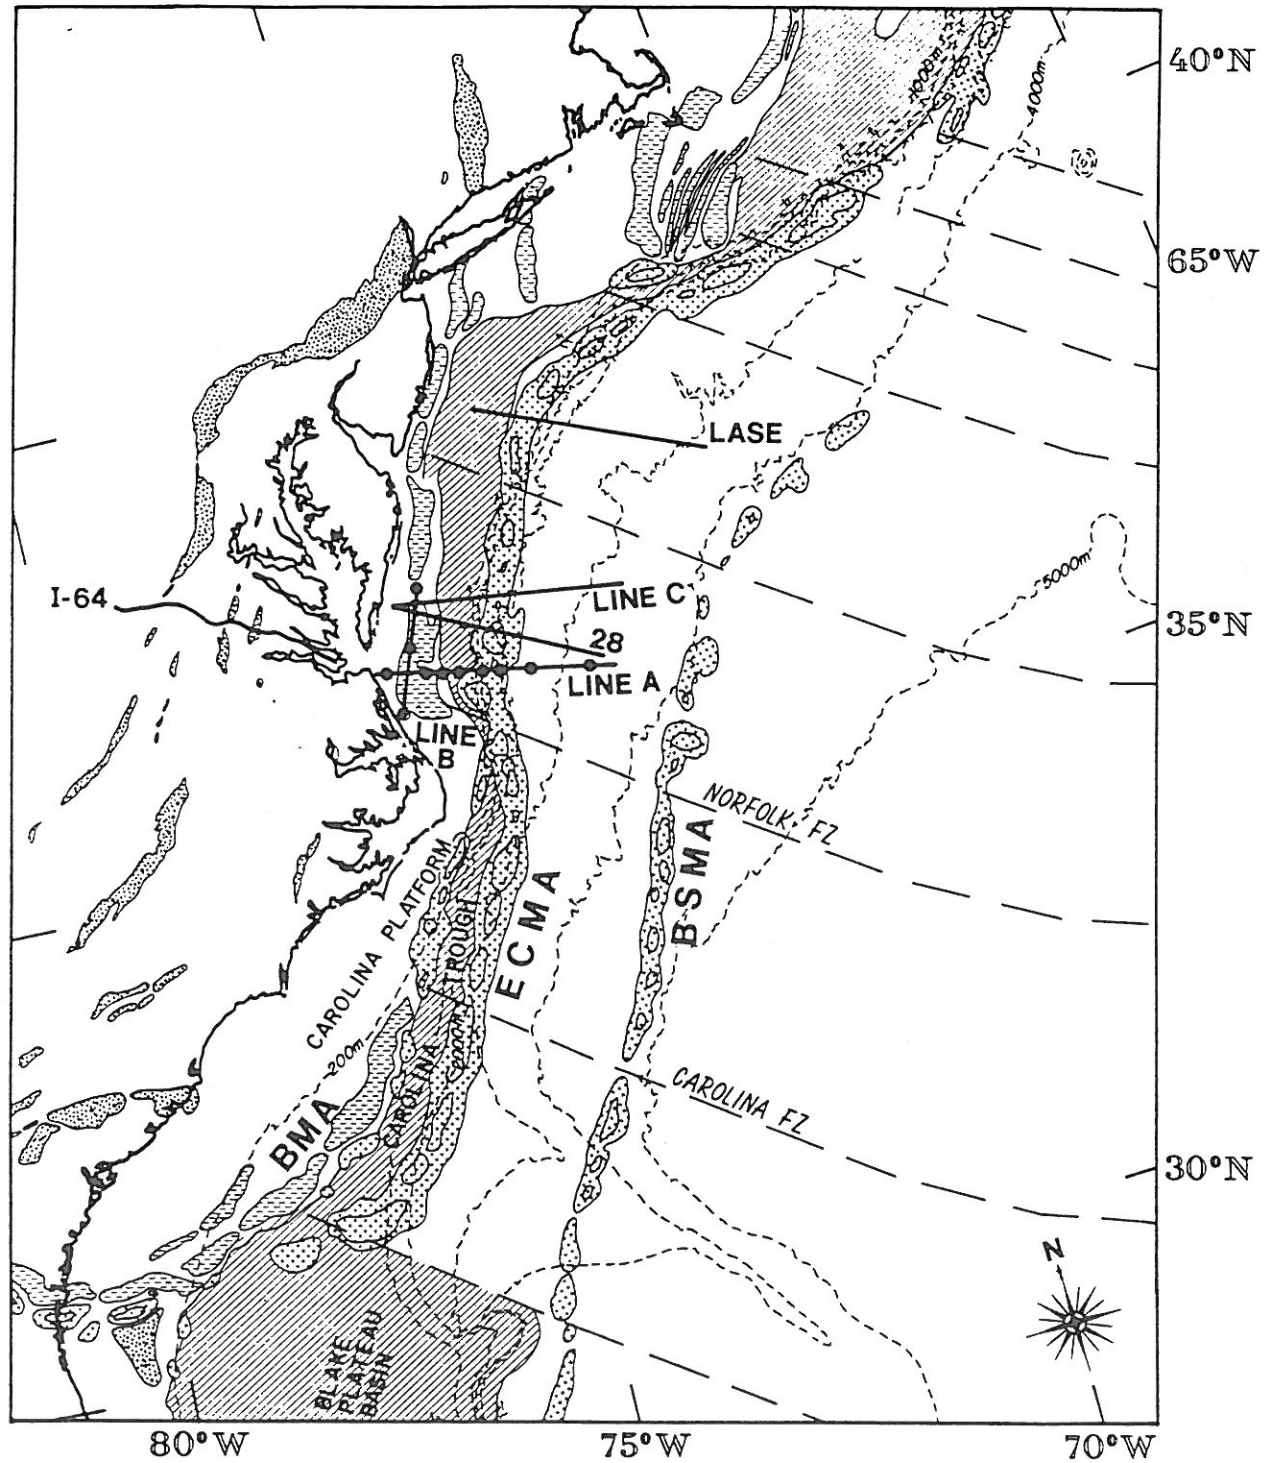 40°N
1000m
4000m
65°W
LASE
5000m
I-64
LINE C
35°N
28
LINE A
LINE
B
NORFOLK FZ
BSMA
ECMA
CAROLINA PLATFORM
TROUGH
CAROLINA
200m
2000m
BMA
CAROLINA FZ
30°N
N
BLAKE
PLATEAU
BASIN
80°W
75°W
70°W